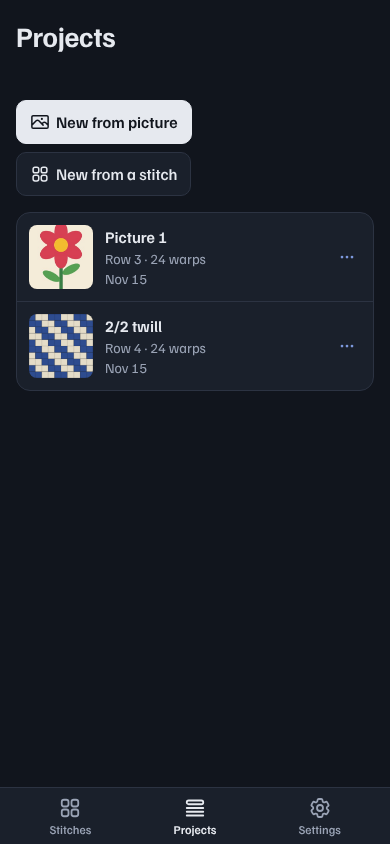 Projects
New from picture
New from a stitch
Picture 1
Row 3 · 24 warps
Nov 15
2/2 twill
Row 4 · 24 warps
Nov 15
Stitches
Projects
Settings